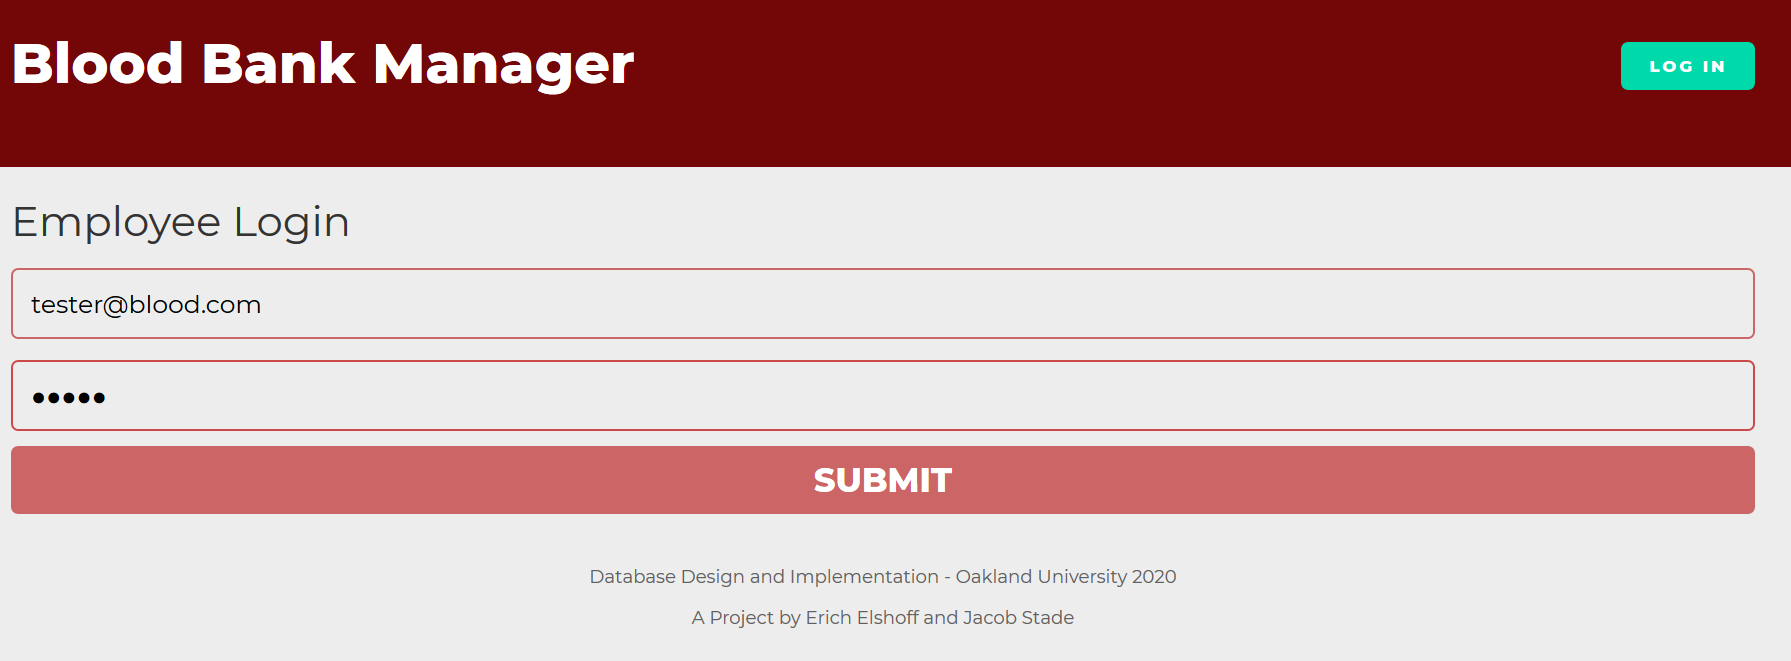 Blood Bank Manager
LOG IN
Employee Login
tester@blood.com
•••••
SUBMIT
Database Design and Implementation - Oakland University 2020
A Project by Erich Elshoff and Jacob Stade